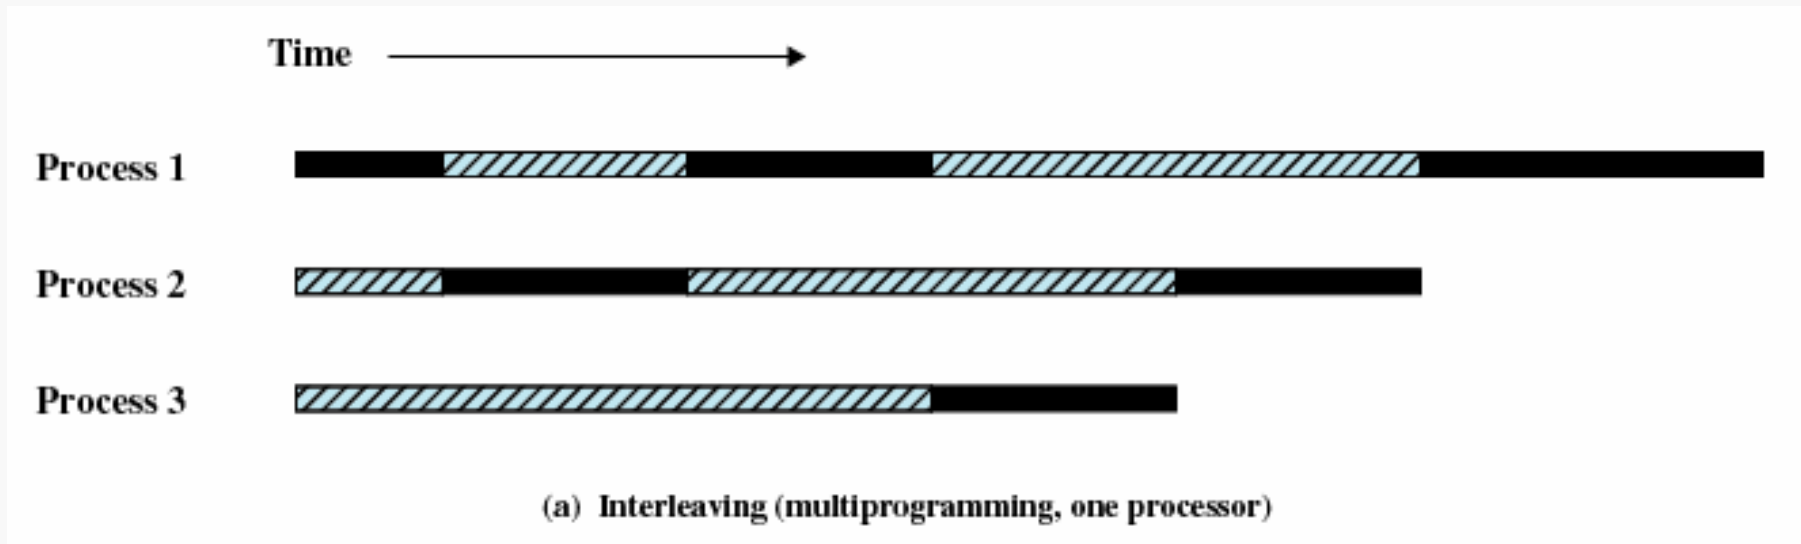 Time
Process 1
Process 2
Process 3
(a) Interleaving (multiprogramming, one processor)